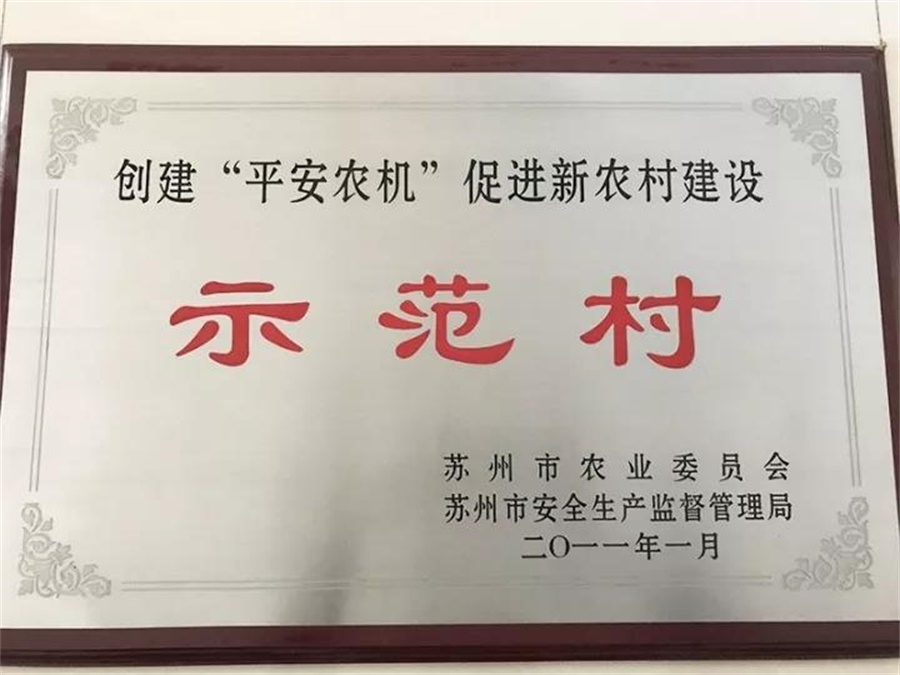 创建“平安农机”促进新农村建设
示范村
苏州市农业委员会
苏州市安全生产监督管理局
二〇一一年一月